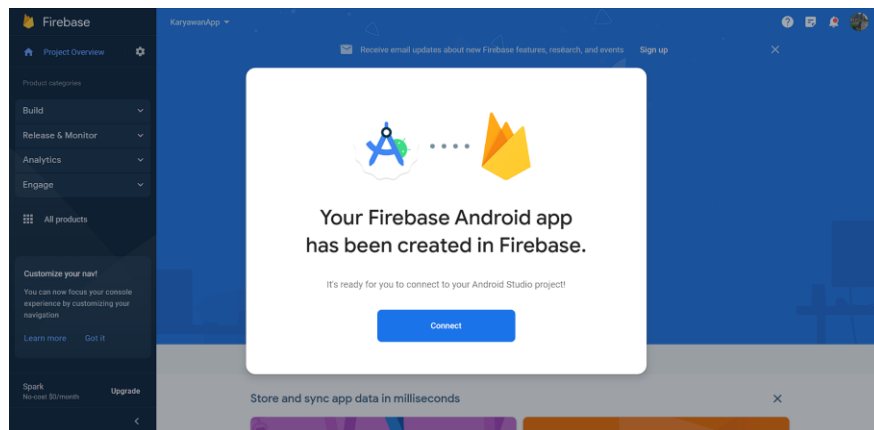 Firebase
KaryawanApp
Project Overview
Receive email updates about new Firebase features, research, and events Sign up
Product categories
Build
Release & Monitor
Analytics
Engage
All products
Your Firebase Android app
has been created in Firebase.
It's ready for you to connect to your Android Studio project!
Connect
Customize your nav!
You can now focus your console
experience by customizing your
navigation
Learn more Got it
Spark
No-cost $0/month
Upgrade
Store and sync app data in milliseconds